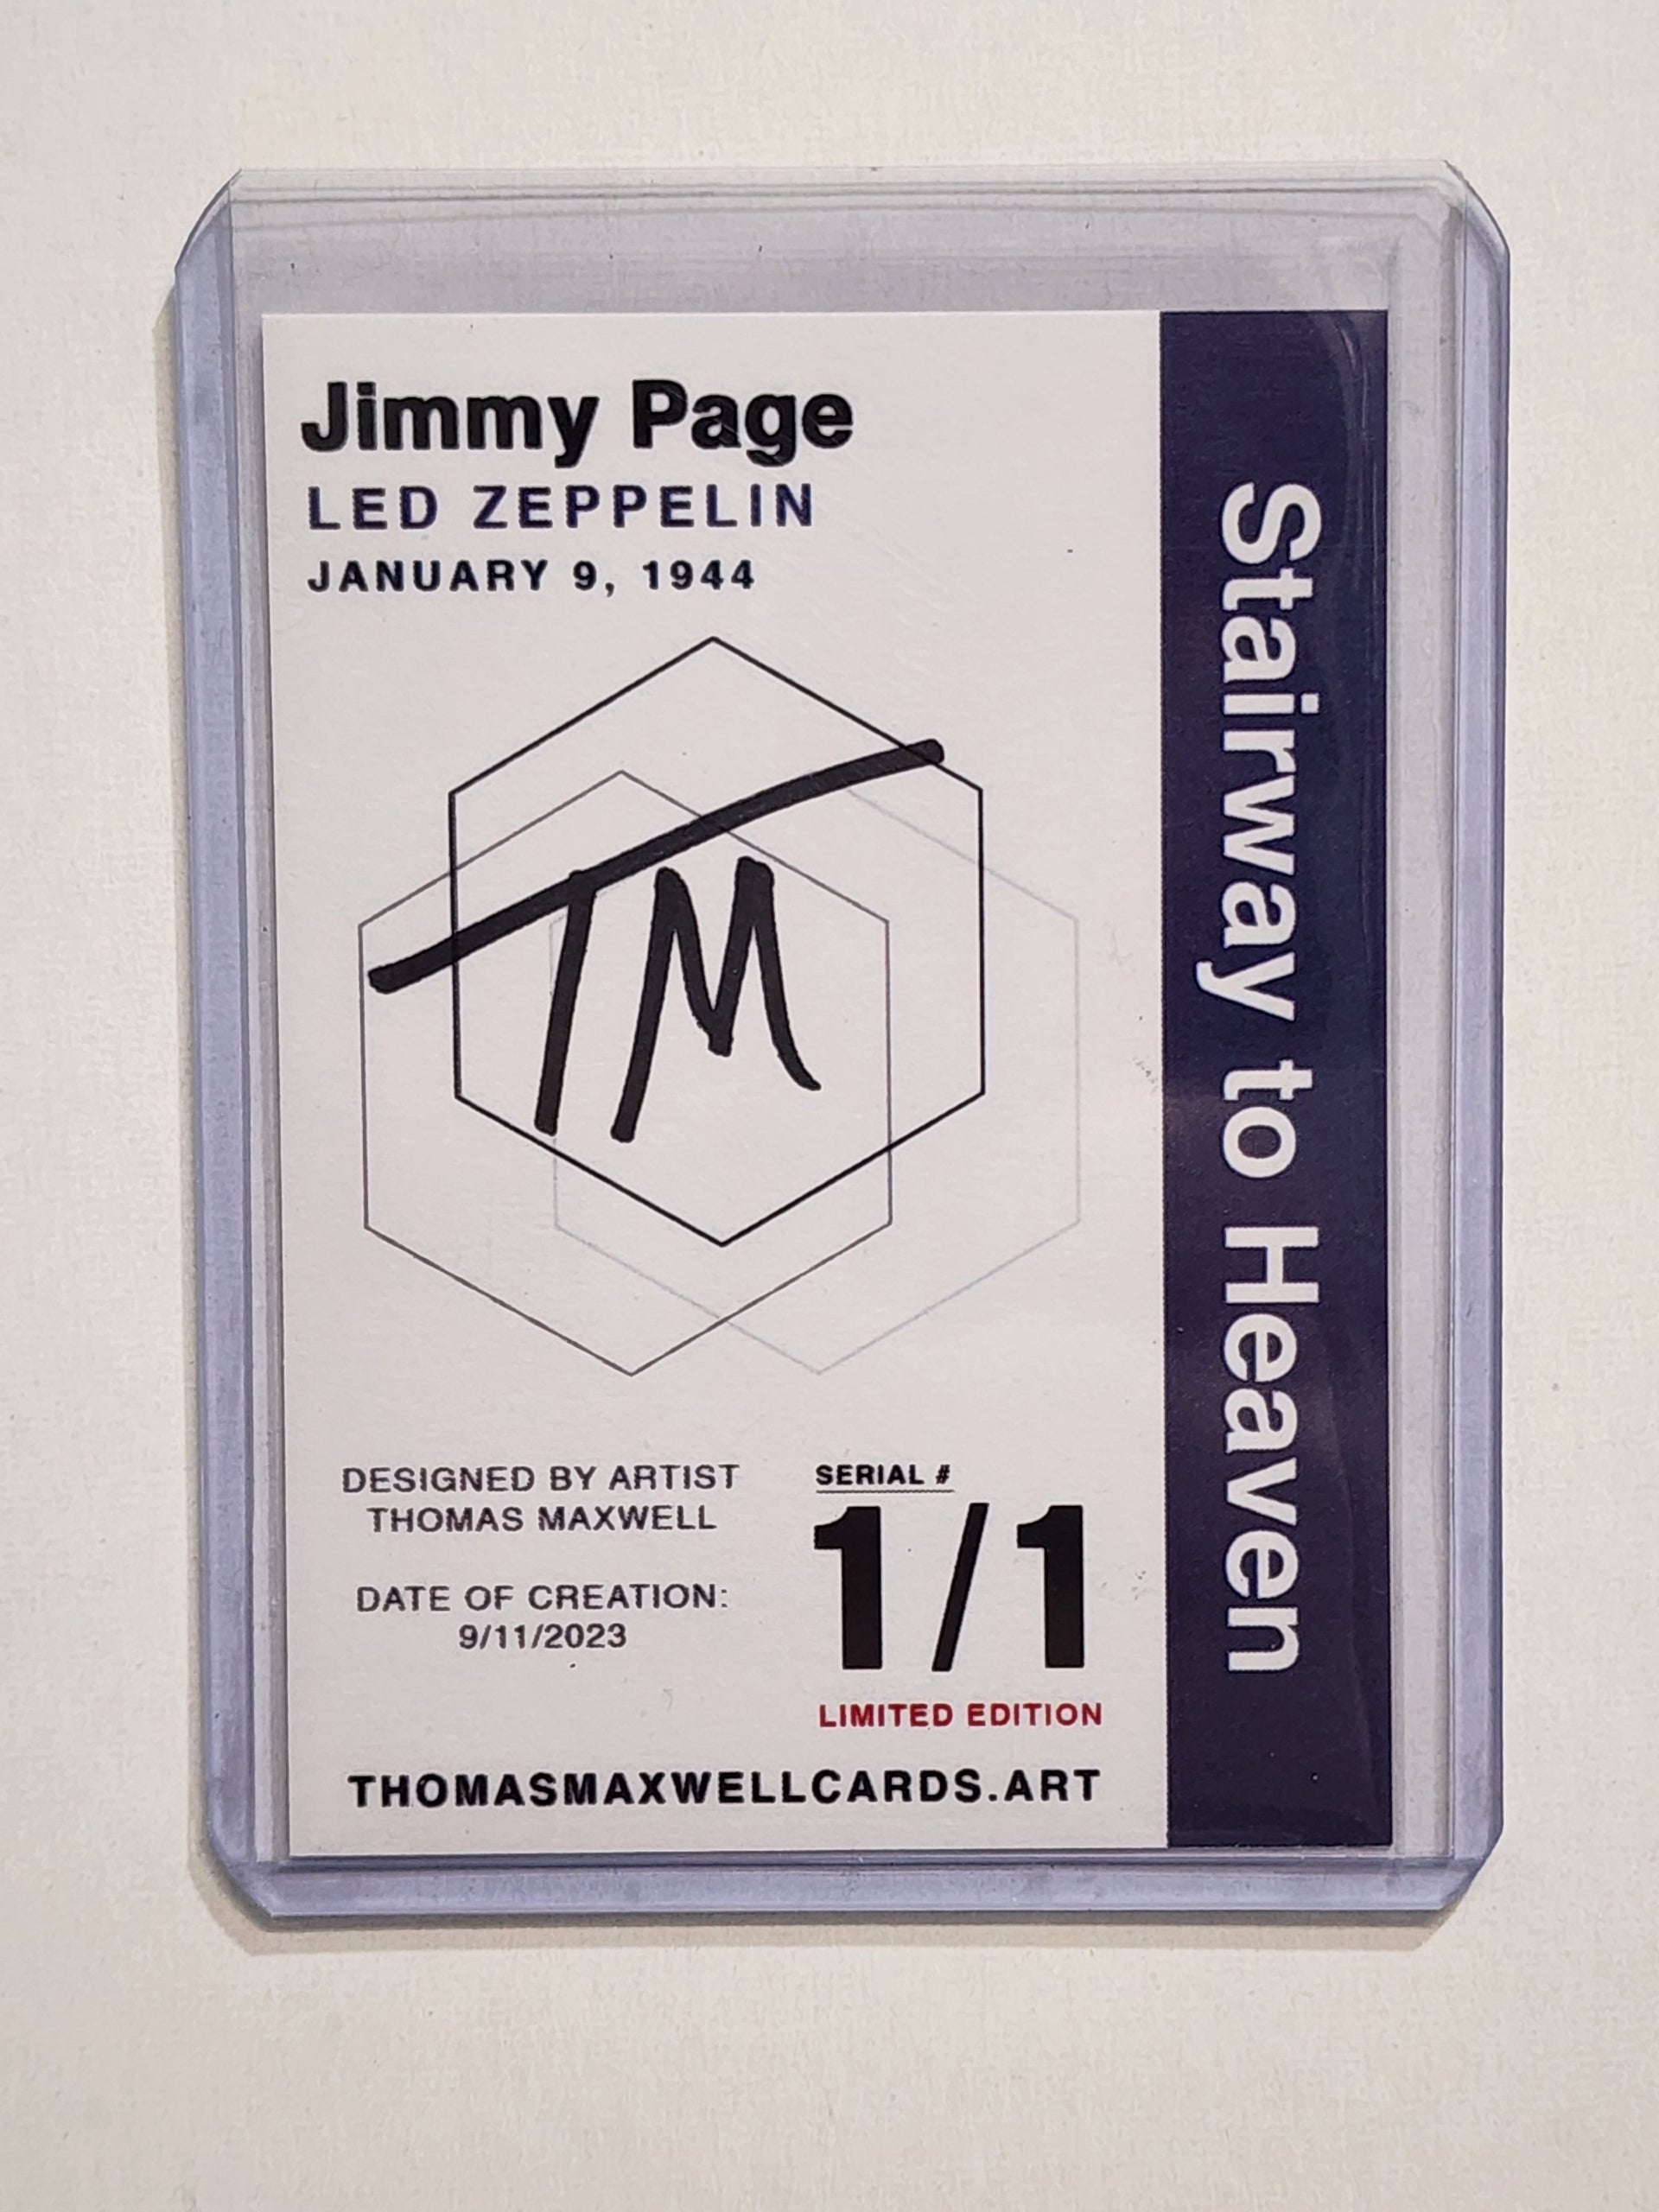 Jimmy Page
LED ZEPPELIN
JANUARY 9, 1944
TM
DESIGNED BY ARTIST
THOMAS MAXWELL
DATE OF CREATION:
9/11/2023
SERIAL #
1/1
LIMITED EDITION
THOMASMAXWELLCARDS.ART
Stairway to Heaven